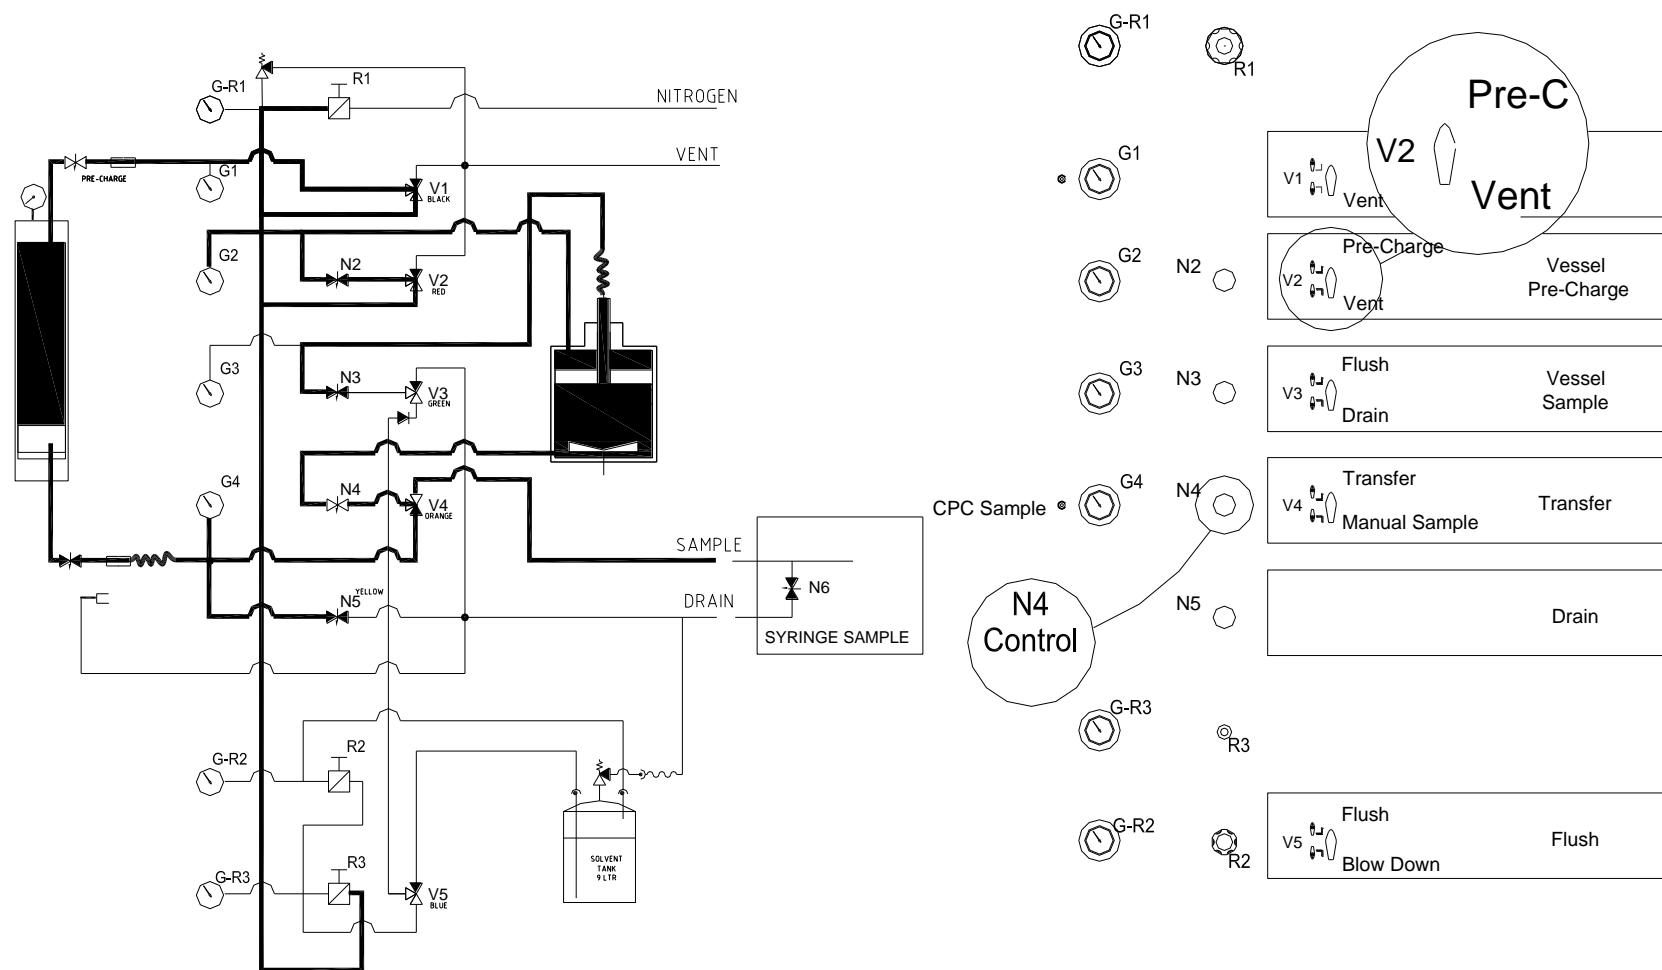 G-R1
R1
NITROGEN
VENT
PRE-CHARGE
G1
V1
BLACK
G2
N2
V2
RED
G3
N3
V3
GREEN
G4
N4
V4
ORANGE
SAMPLE
N5
YELLOW
DRAIN
N6
SYRINGE SAMPLE
G-R2
R2
G-R3
R3
V5
BLUE
SOLVENT
TANK
9 LTR
G-R1
R1
Pre-C
V2
Vent
G1
V1
Vent
G2
N2
Pre-Charge
V2
Vent
Vessel
Pre-Charge
G3
N3
Flush
V3
Drain
Vessel
Sample
CPC Sample
G4
N4
Transfer
V4
Manual Sample
Transfer
N4
Control
N5
Drain
G-R3
R3
G-R2
R2
Flush
V5
Blow Down
Flush